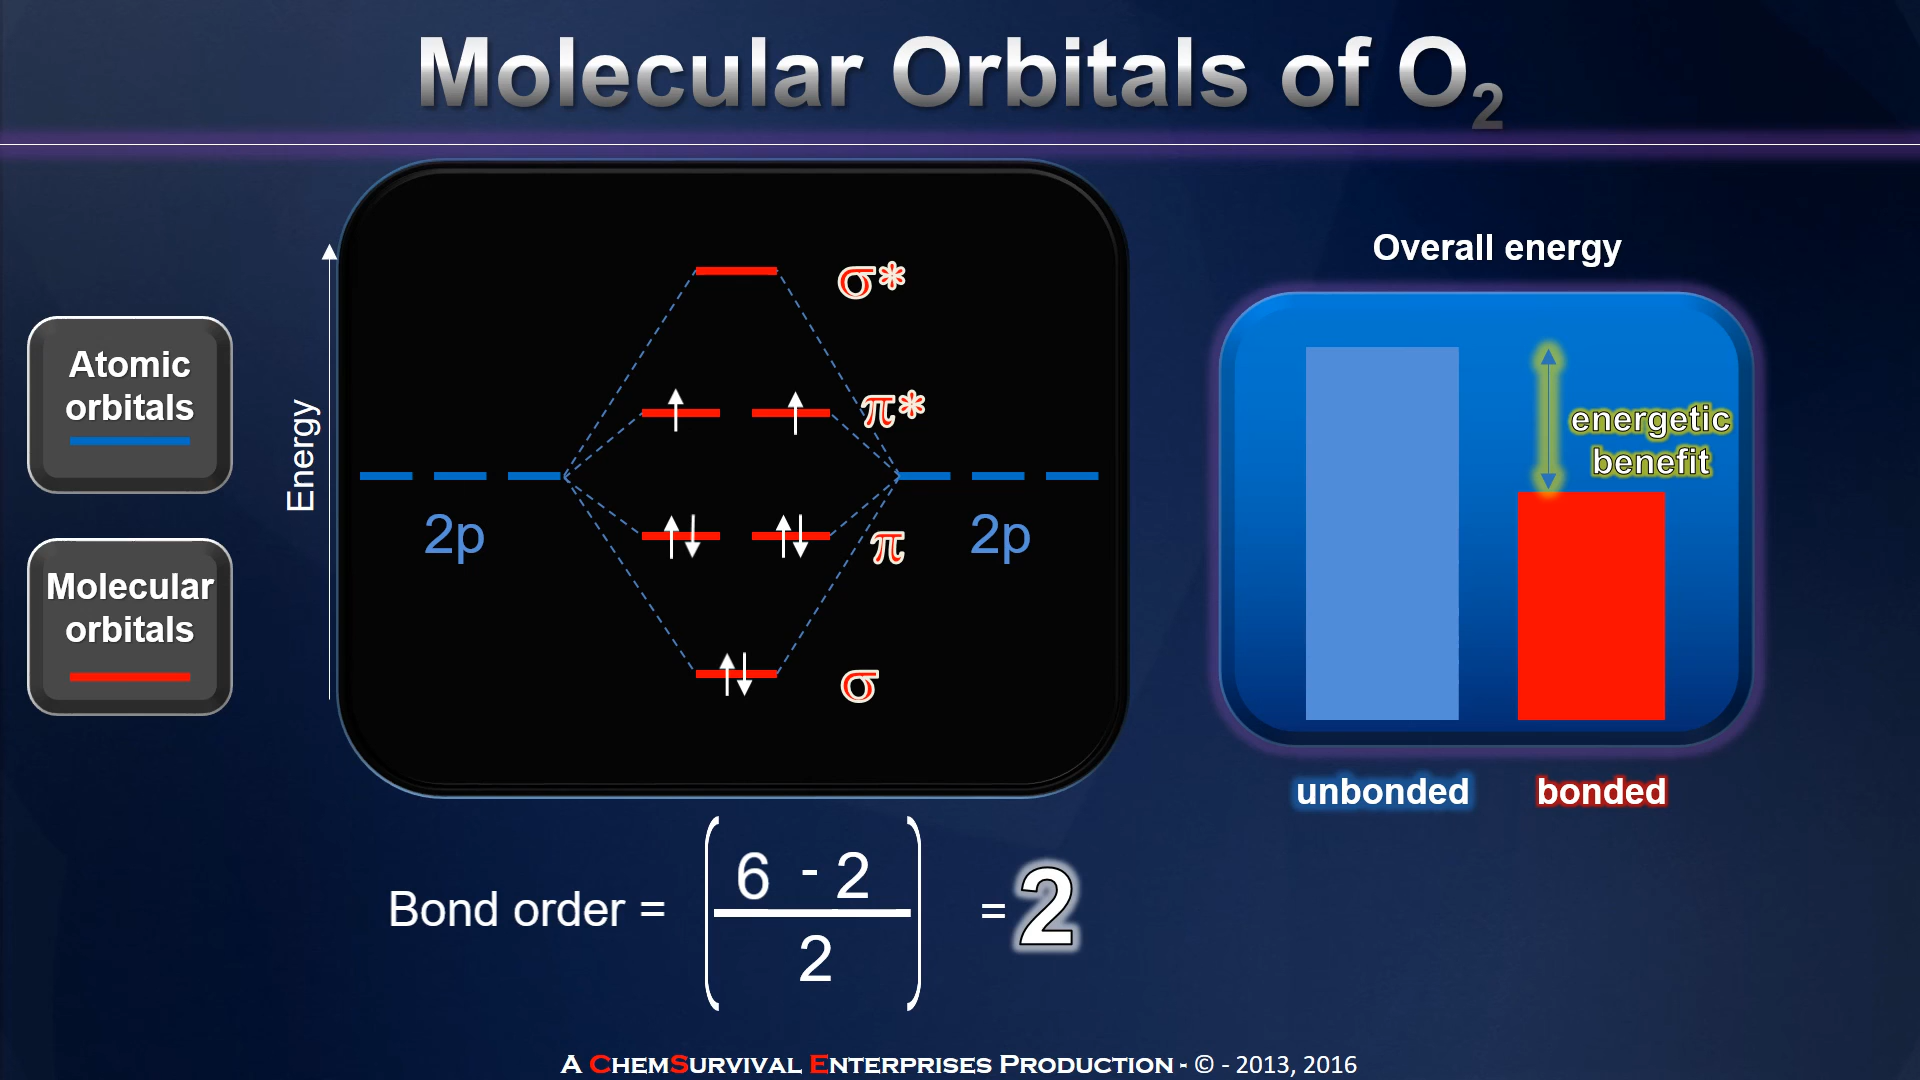 Molecular Orbitals of O₂
Atomic
orbitals
Molecular
orbitals
Energy
σ*
π*
2p
π
2p
σ
Overall energy
energetic
benefit
unbonded
bonded
Bond order = (6 - 2
2) = 2
A ChemSurvival Enterprises Production - © - 2013, 2016